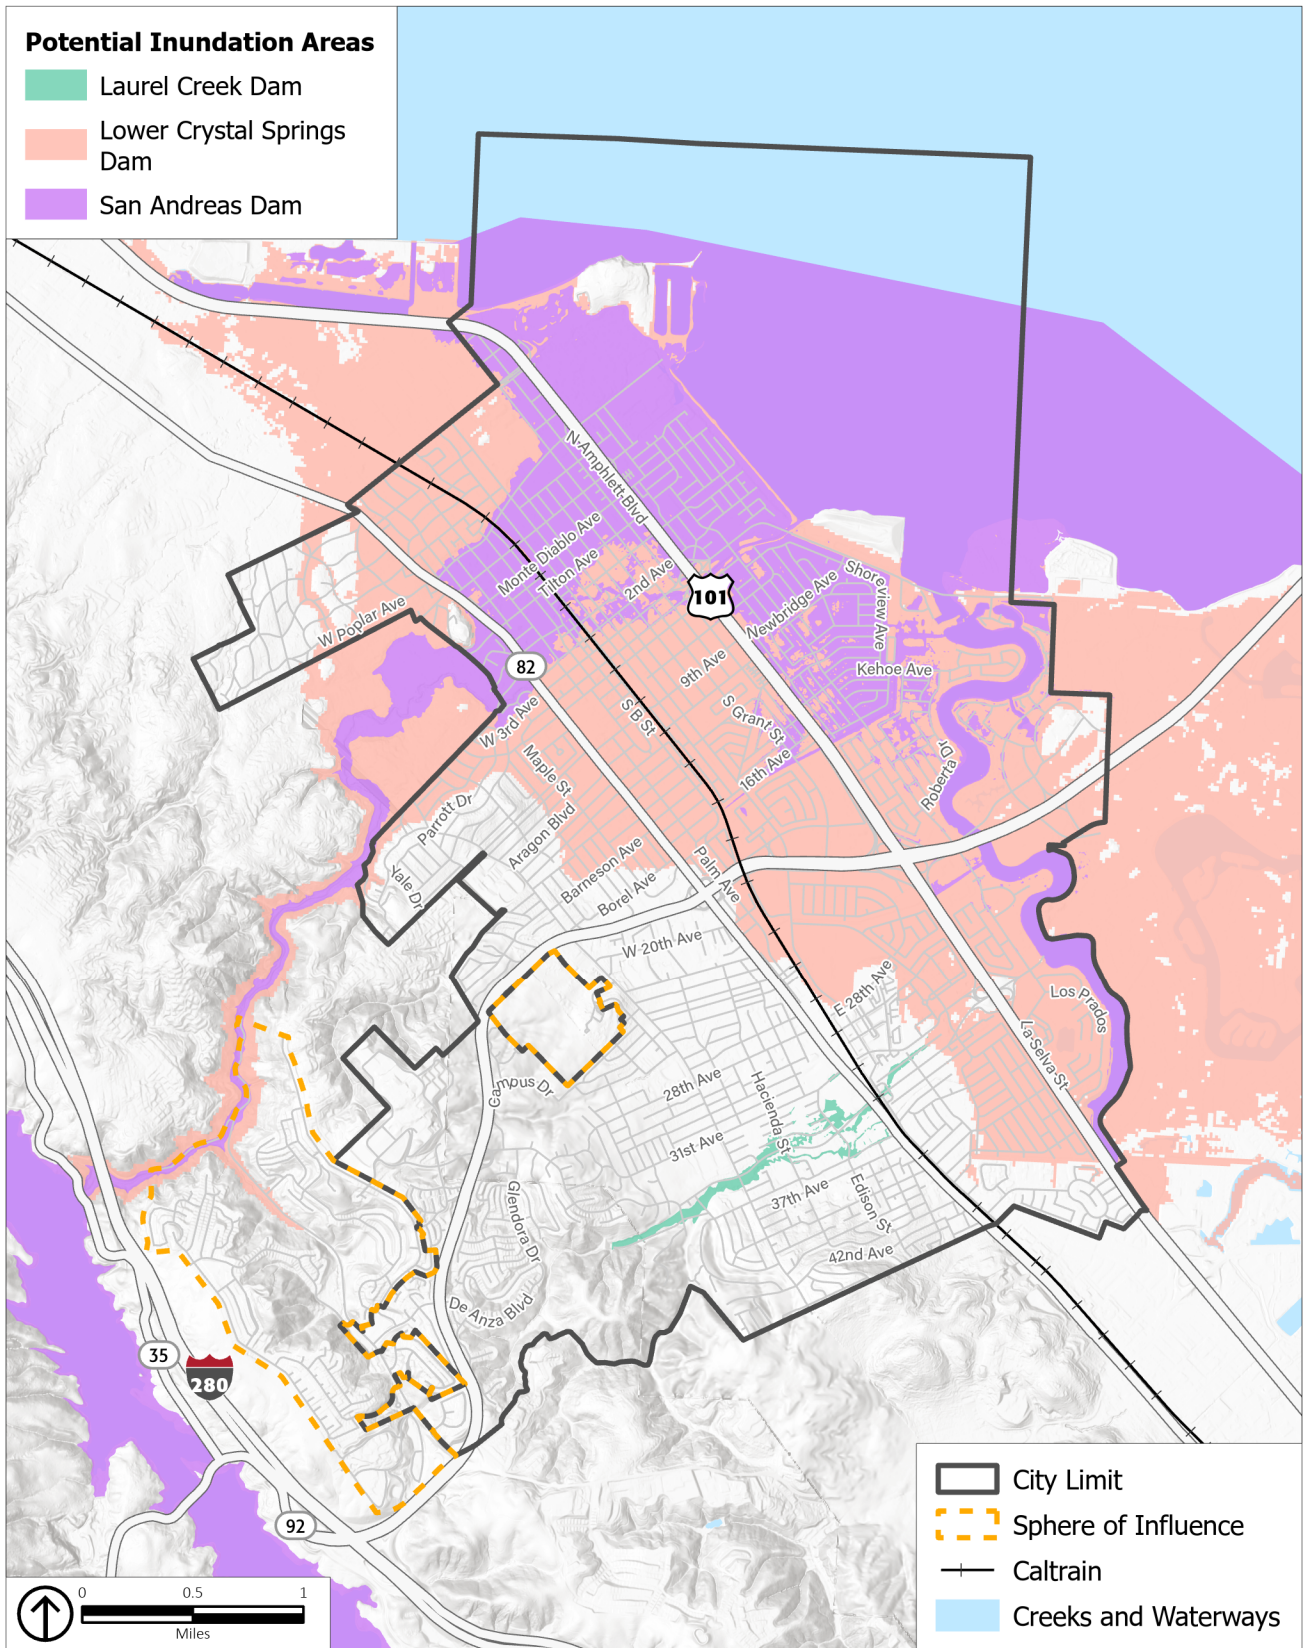 Potential Inundation Areas
Laurel Creek Dam
Lower Crystal Springs
Dam
San Andreas Dam
N Amphlett Blvd
Monte Diablo Ave
Tilton Ave
2nd Ave
101
Newbridge Ave
Shoreview Ave
W Poplar Ave
82
9th Ave
Kehoe Ave
W 3rd Ave
S B St
S Grant St
Maple St
16th Ave
Roberta Dr
Parrott Dr
Aragon Blvd
Yale Dr
Barneson Ave
Borel Ave
Palm Ave
W 20th Ave
E 28th Ave
Los Prados
La Selva St
Campus Dr
28th Ave
Hacienda St
31st Ave
37th Ave
Edison St
Glendora Dr
42nd Ave
De Anza Blvd
35
280
92
City Limit
Sphere of Influence
Caltrain
Creeks and Waterways
0 0.5 1
Miles